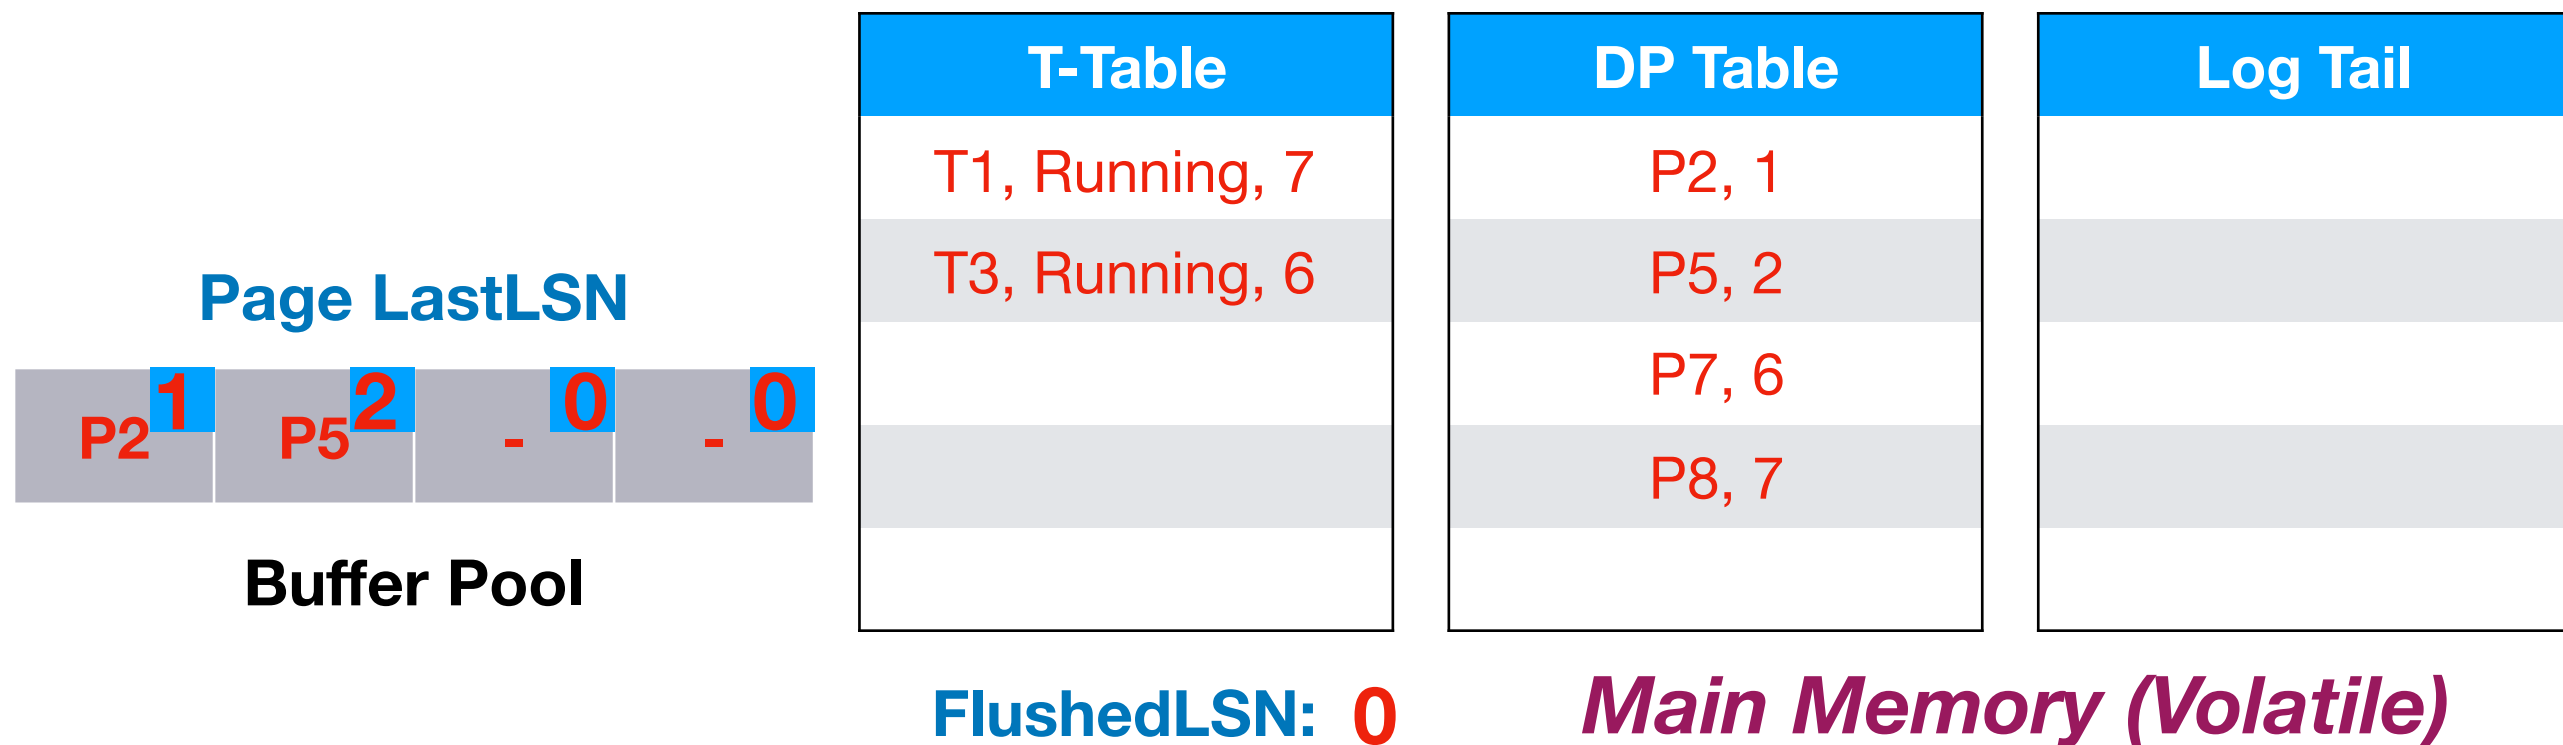 T-Table
DP Table
Log Tail
T1, Running, 7
P2, 1
T3, Running, 6
P5, 2
P7, 6
P8, 7
Page LastLSN
P2 1
P5 2
- 0
- 0
Buffer Pool
FlushedLSN: 0
Main Memory (Volatile)